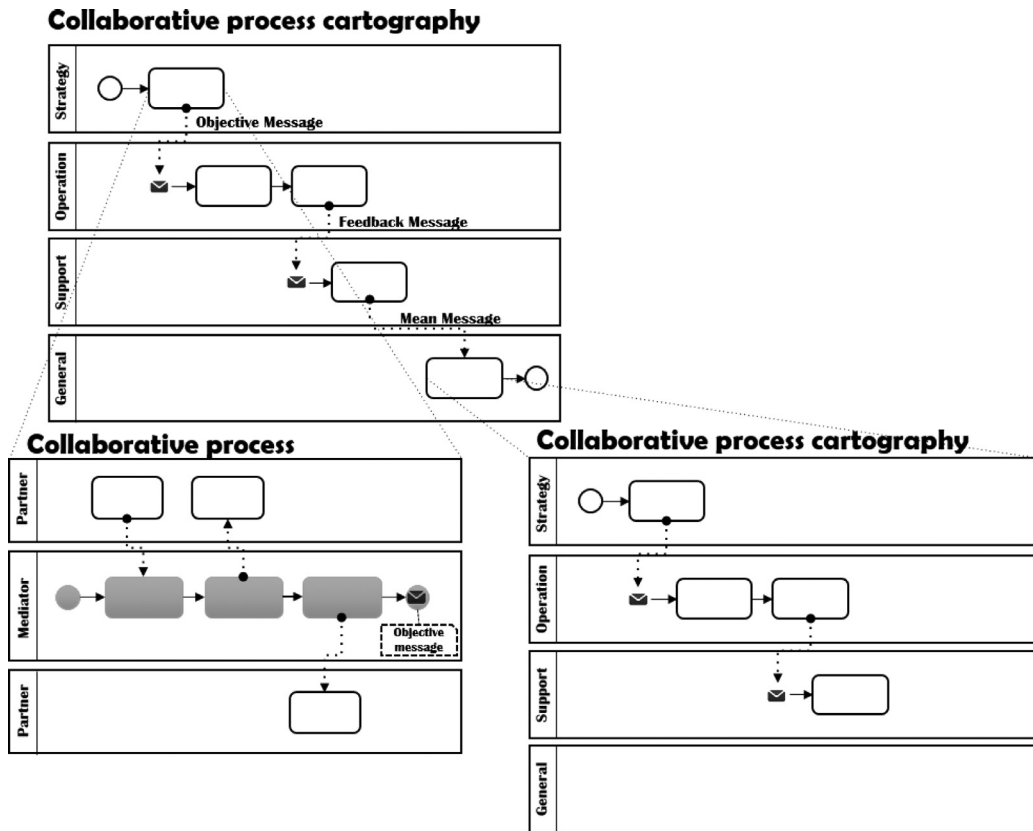 Collaborative process cartography
Strategy
Objective Message
Operation
Feedback Message
Support
Mean Message
General
Collaborative process
Partner
Mediator
Objective
message
Partner
Collaborative process cartography
Strategy
Operation
Support
General